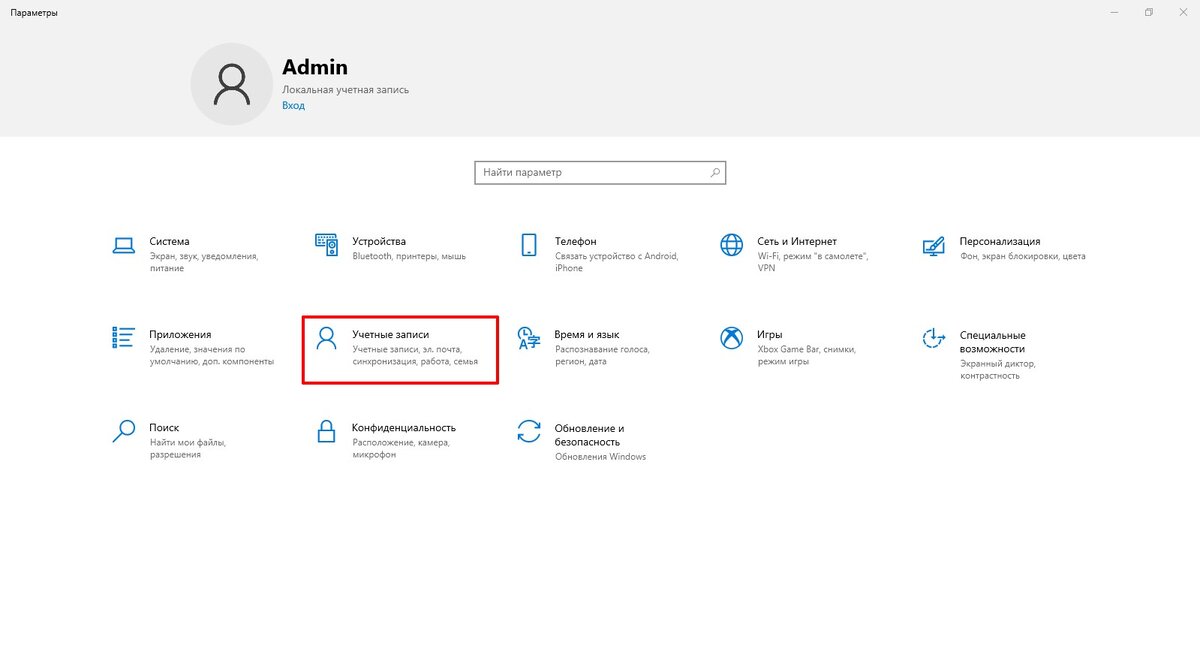 Параметры
Admin
Локальная учетная запись
Вход
Найти параметр
Система
Экран, звук, уведомления,
питание
Устройства
Bluetooth, принтеры, мышь
Телефон
Связать устройство с Android,
iPhone
Сеть и Интернет
Wi-Fi, режим "в самолете",
VPN
Персонализация
Фон, экран блокировки, цвета
Приложения
Удаление, значения по
умолчанию, доп. компоненты
Учетные записи
Учетные записи, эл. почта,
синхронизация, работа, семья
Время и язык
Распознавание голоса,
регион, дата
Игры
Xbox Game Bar, снимки,
режим игры
Специальные
возможности
Экранный диктор,
контрастность
Поиск
Найти мои файлы,
разрешения
Конфиденциальность
Расположение, камера,
микрофон
Обновление и
безопасность
Обновления Windows